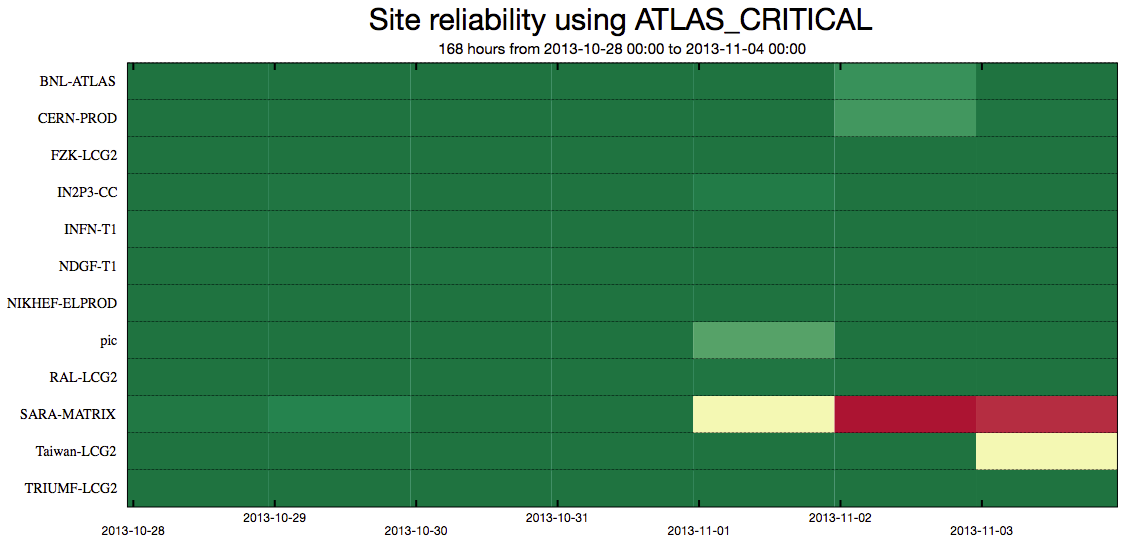 Site reliability using ATLAS_CRITICAL
168 hours from 2013-10-28 00:00 to 2013-11-04 00:00
BNL-ATLAS
CERN-PROD
FZK-LCG2
IN2P3-CC
INFN-T1
NDGF-T1
NIKHEF-ELPROD
pic
RAL-LCG2
SARA-MATRIX
Taiwan-LCG2
TRIUMF-LCG2
2013-10-29 2013-10-31 2013-11-02
2013-10-28 2013-10-30 2013-11-01 2013-11-03